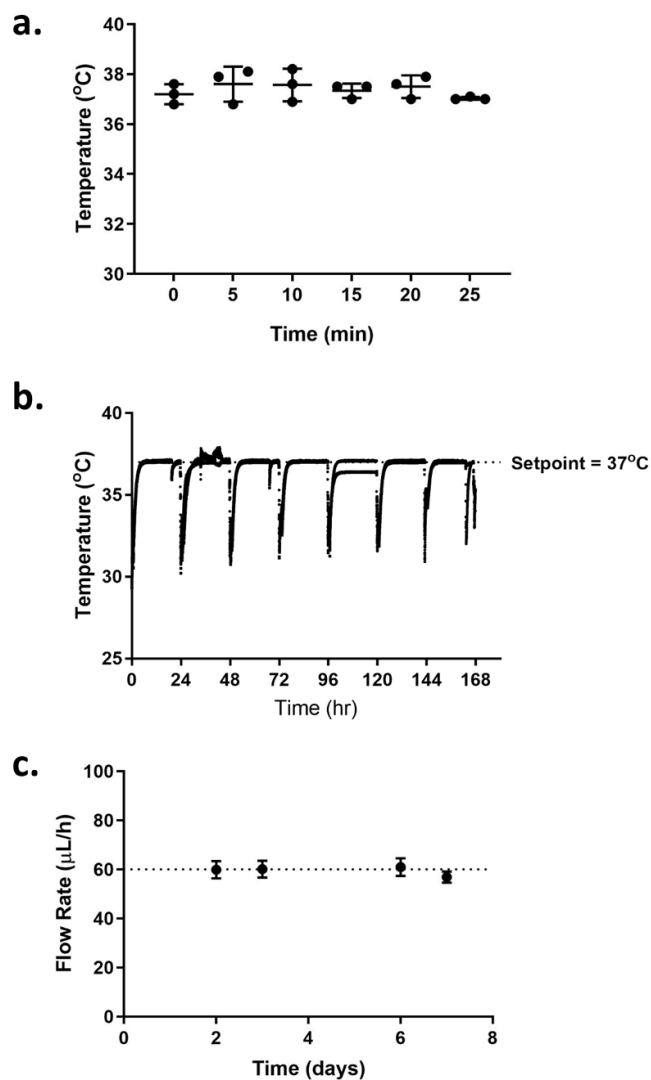 a.
40
38
36
34
32
30
Temperature (°C)
0 5 10 15 20 25
Time (min)
b.
40
35
30
25
Temperature (°C)
Setpoint = 37°C
0 24 48 72 96 120 144 168
Time (hr)
c.
100
80
60
40
20
0
Flow Rate (µL/h)
0 2 4 6 8
Time (days)